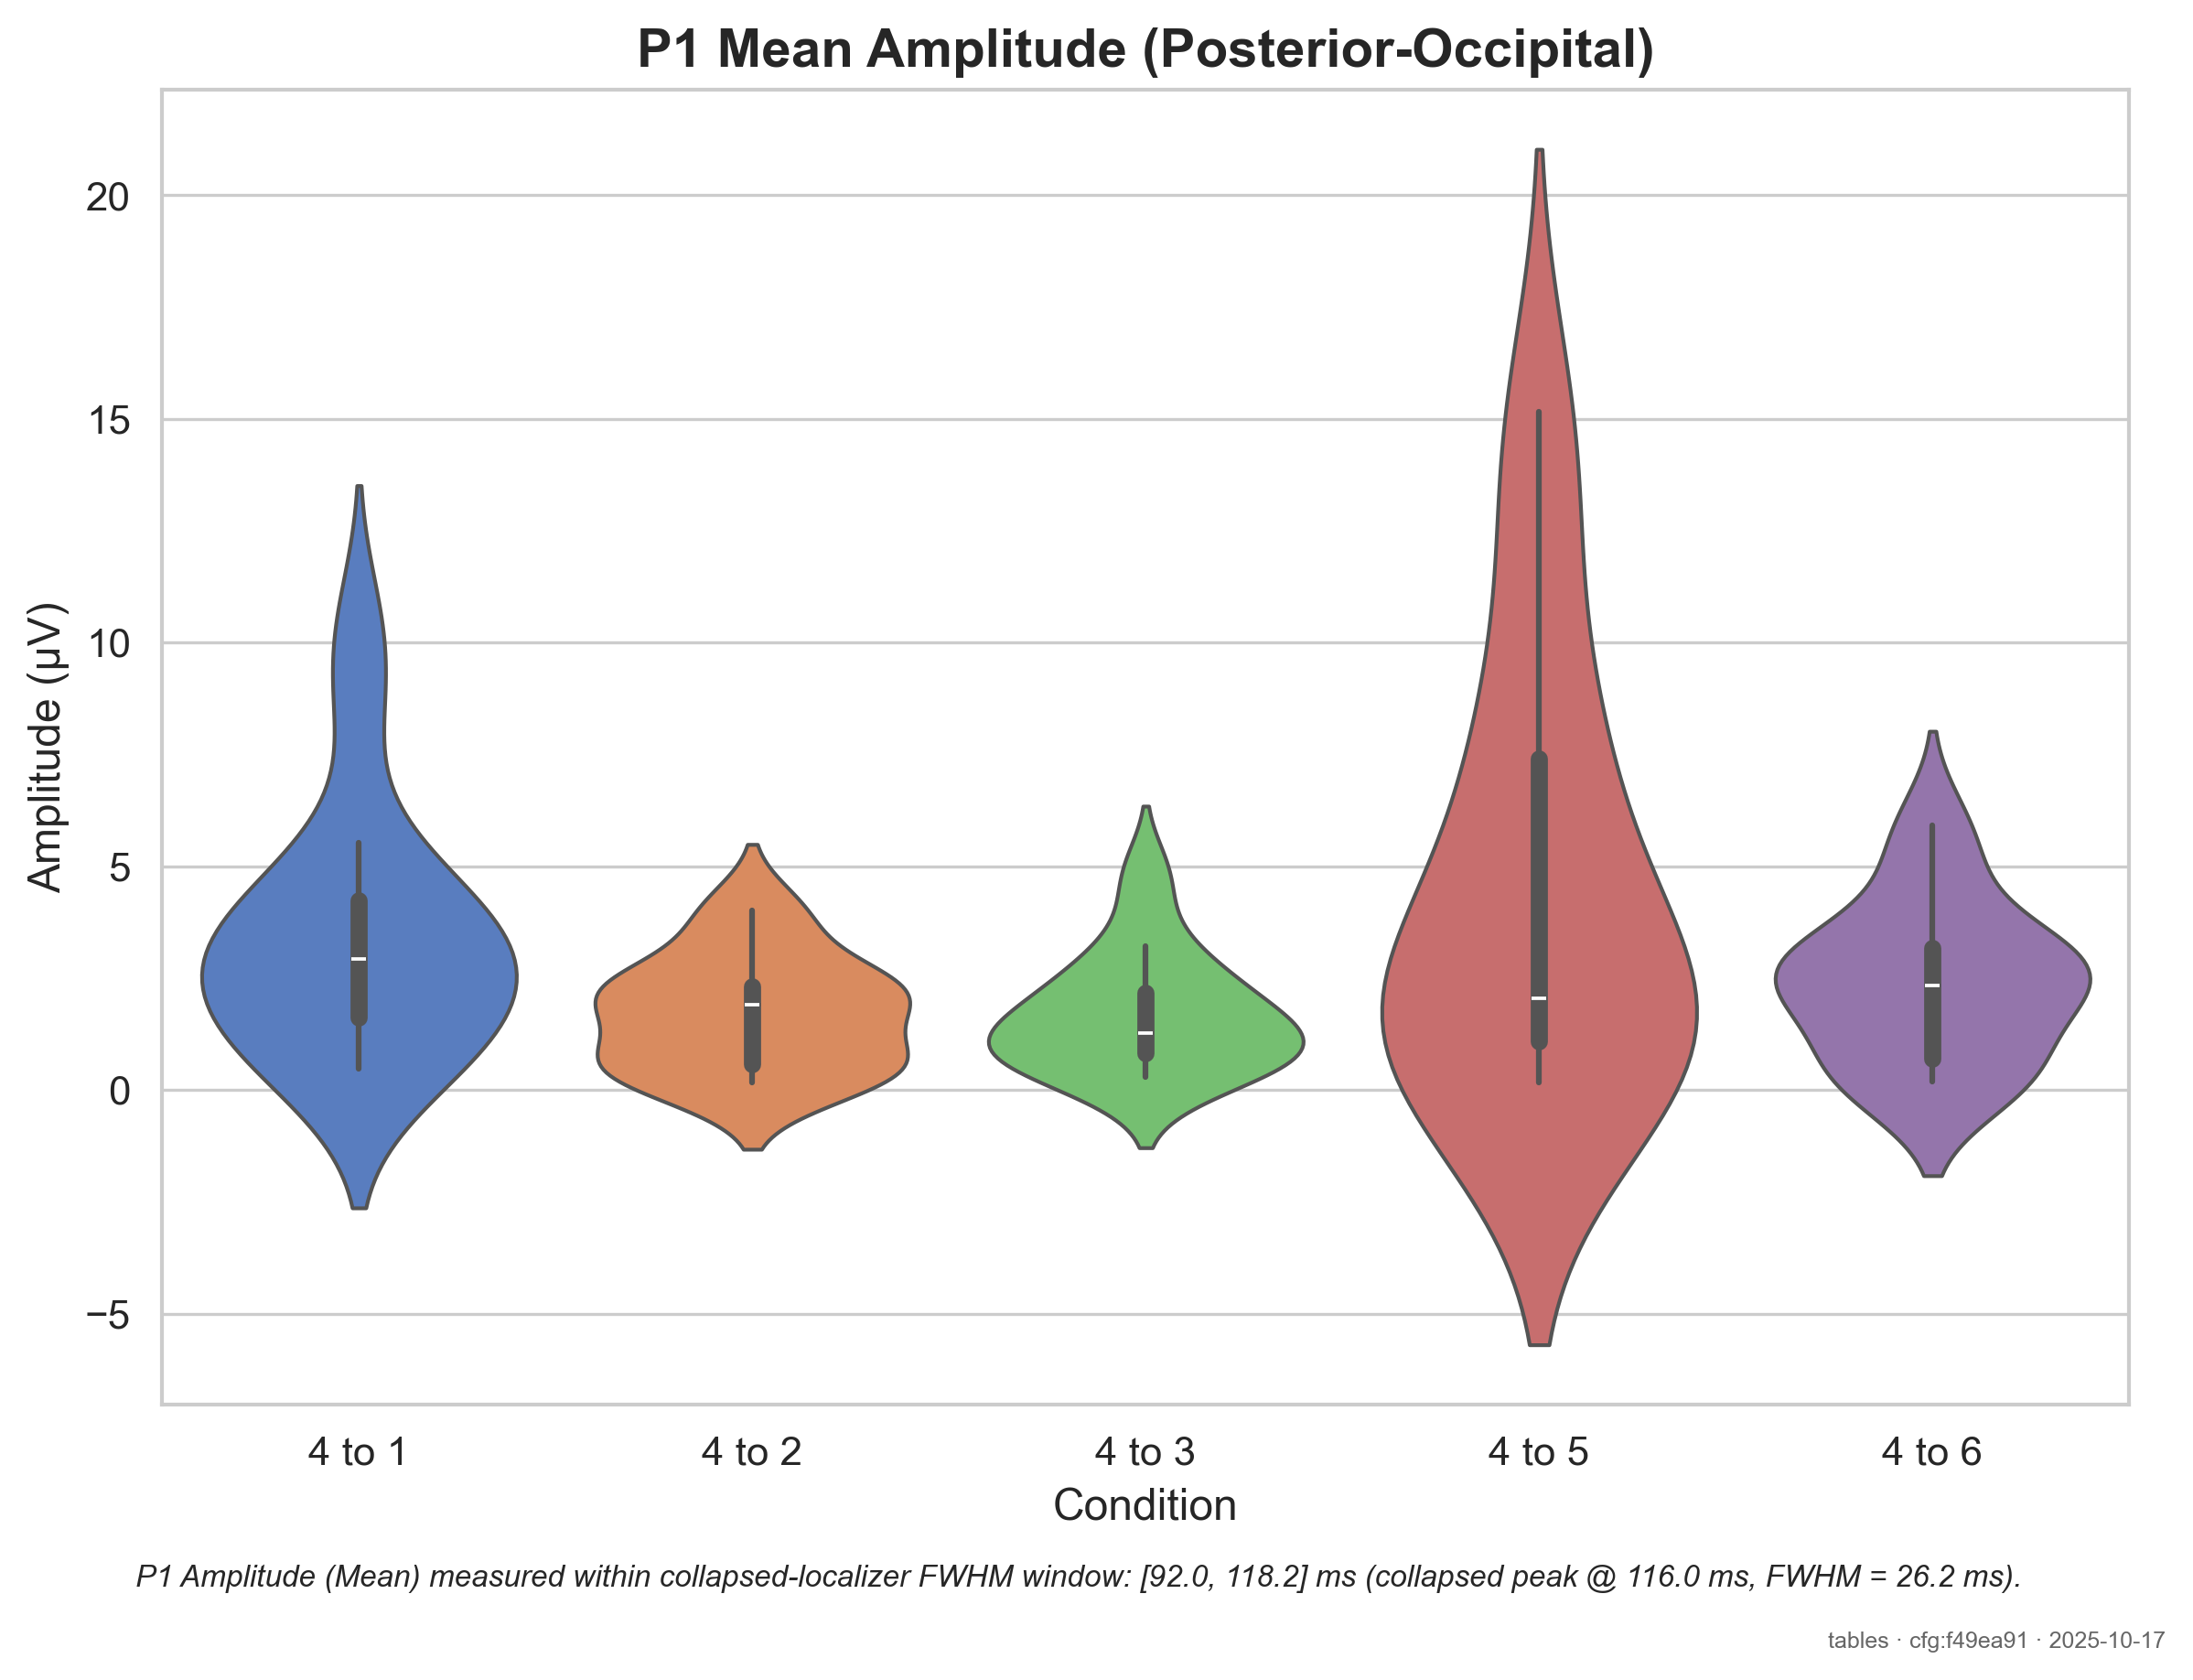 P1 Mean Amplitude (Posterior-Occipital)
Amplitude (µV)
20
15
10
5
0
−5
4 to 1
4 to 2
4 to 3
4 to 5
4 to 6
Condition
P1 Amplitude (Mean) measured within collapsed-localizer FWHM window: [92.0, 118.2] ms (collapsed peak @ 116.0 ms, FWHM = 26.2 ms).
tables · cfg:f49ea91 · 2025-10-17